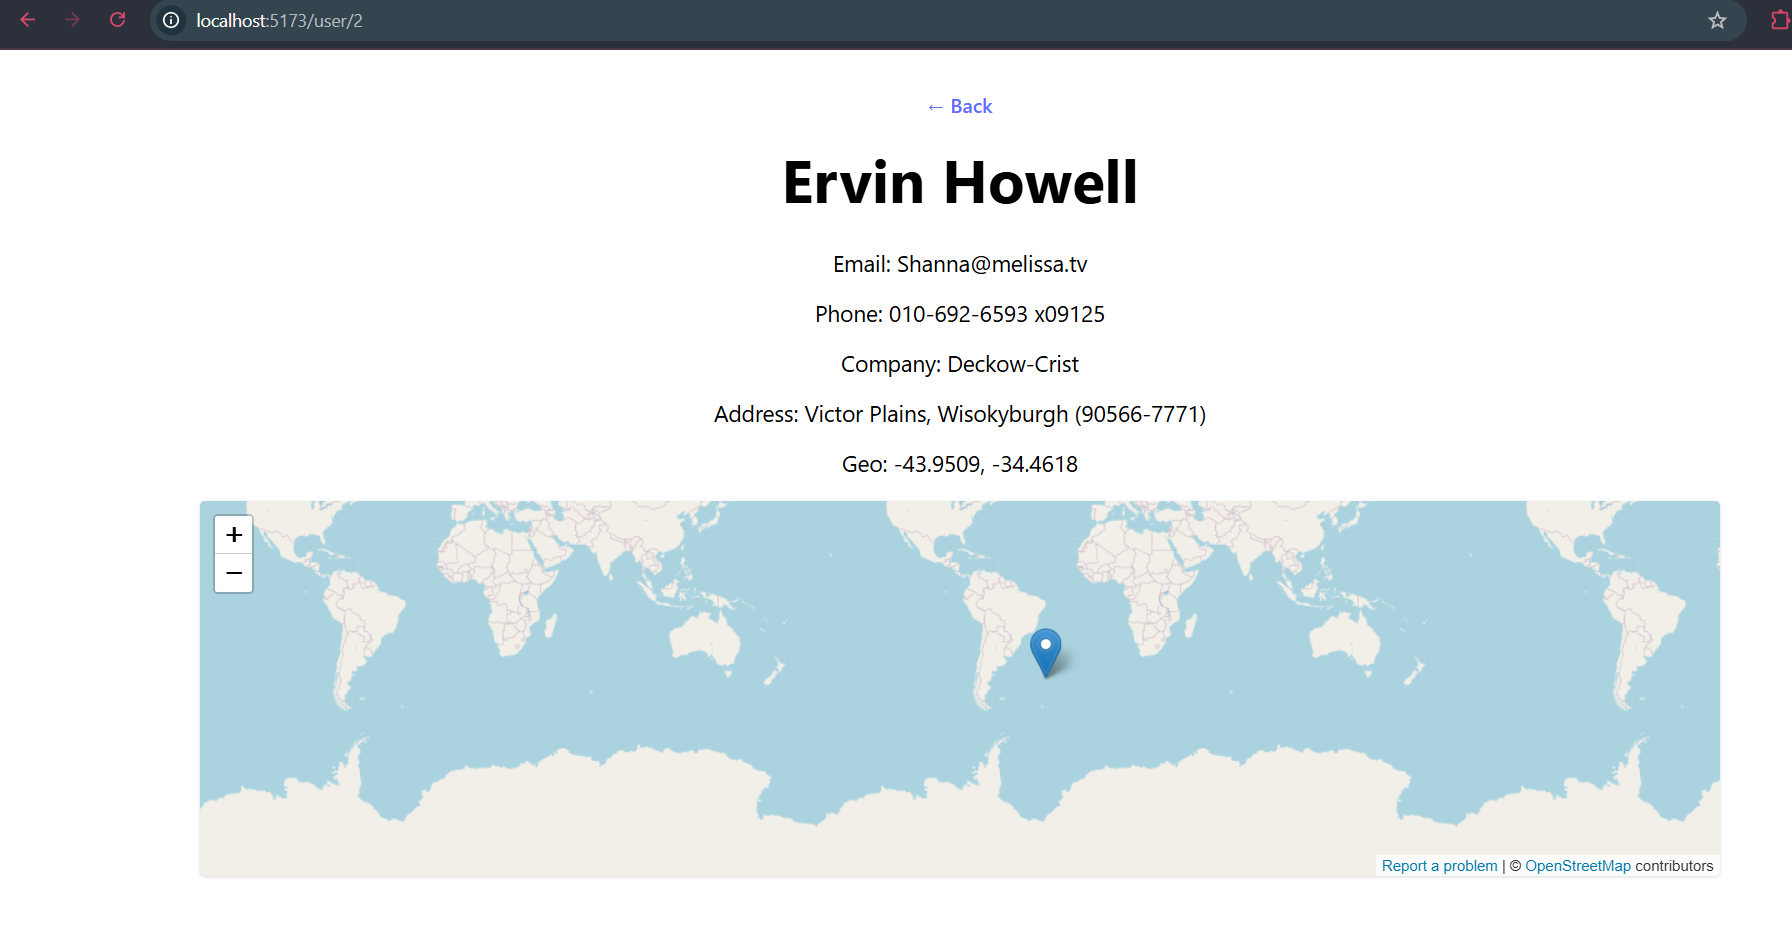 localhost:5173/user/2
← Back
Ervin Howell
Email: Shanna@melissa.tv
Phone: 010-692-6593 x09125
Company: Deckow-Crist
Address: Victor Plains, Wisokyburgh (90566-7771)
Geo: -43.9509, -34.4618
+
−
Report a problem | © OpenStreetMap contributors